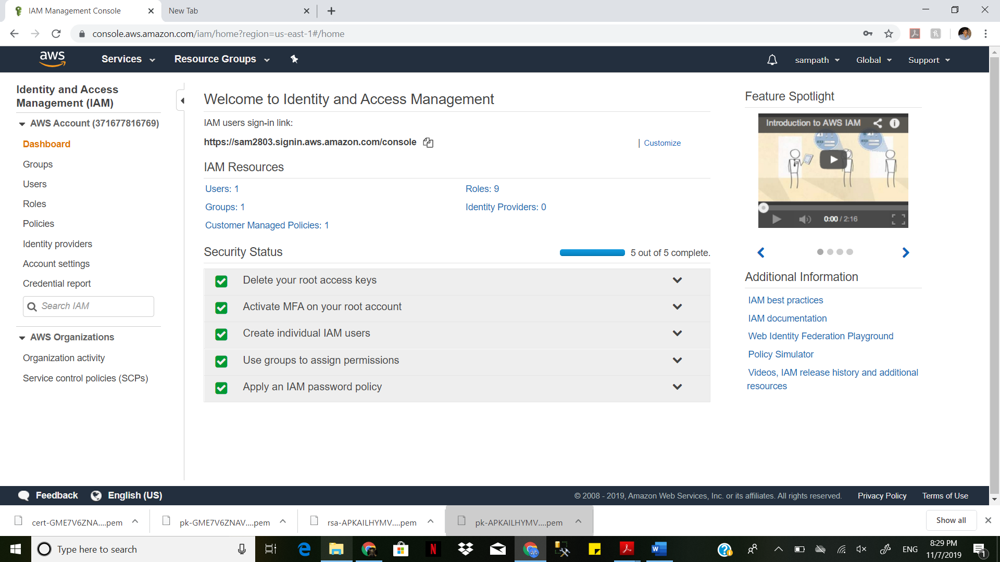 IAM Management Console
New Tab
console.aws.amazon.com/iam/home?region=us-east-1#/home
aws
Services
Resource Groups
sampath
Global
Support
Identity and Access
Management (IAM)
AWS Account (371677816769)
Dashboard
Groups
Users
Roles
Policies
Identity providers
Account settings
Credential report
Search IAM
AWS Organizations
Organization activity
Service control policies (SCPs)
Welcome to Identity and Access Management
IAM users sign-in link:
https://sam2803.signin.aws.amazon.com/console
| Customize
IAM Resources
Users: 1
Roles: 9
Groups: 1
Identity Providers: 0
Customer Managed Policies: 1
Security Status
5 out of 5 complete.
Delete your root access keys
Activate MFA on your root account
Create individual IAM users
Use groups to assign permissions
Apply an IAM password policy
Feature Spotlight
Introduction to AWS IAM
0:00 / 2:16
Additional Information
IAM best practices
IAM documentation
Web Identity Federation Playground
Policy Simulator
Videos, IAM release history and additional
resources
Feedback
English (US)
© 2008 - 2019, Amazon Web Services, Inc. or its affiliates. All rights reserved.
Privacy Policy
Terms of Use
cert-GME7V6ZNA....pem
pk-GME7V6ZNAV....pem
rsa-APKAILHYMV....pem
pk-APKAILHYMV....pem
Show all
Type here to search
ENG
8:29 PM
11/7/2019
1